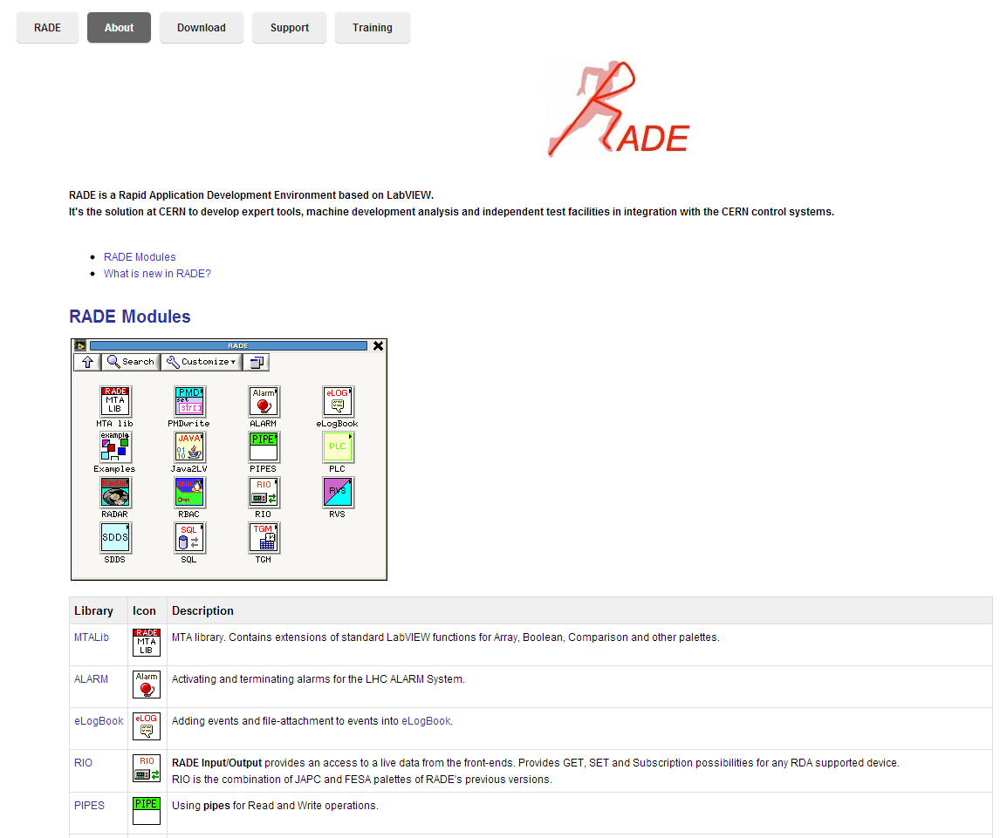 RADE About Download Support Training
RADE
RADE is a Rapid Application Development Environment based on LabVIEW.
It's the solution at CERN to develop expert tools, machine development analysis and independent test facilities in integration with the CERN control systems.
RADE Modules
What is new in RADE?
RADE Modules
RADE
Search Customize
RADE MTA LIB PMD set str[] Alarm eLOG
MTA lib PMDwrite ALARM eLogBook
example JAVA 01 10 PIPE PLC
Examples Java2LV PIPES PLC
Radar RIO RVS
RADAR RBAC RIO RVS
SDDS SQL TGM
SDDS SQL TGM
Library Icon Description
MTALib RADE MTA LIB MTA library. Contains extensions of standard LabVIEW functions for Array, Boolean, Comparison and other palettes.
ALARM Alarm Activating and terminating alarms for the LHC ALARM System.
eLogBook eLOG Adding events and file-attachment to events into eLogBook.
RIO RIO RADE Input/Output provides an access to a live data from the front-ends. Provides GET, SET and Subscription possibilities for any RDA supported device.
RIO is the combination of JAPC and FESA palettes of RADE's previous versions.
PIPES PIPE Using pipes for Read and Write operations.